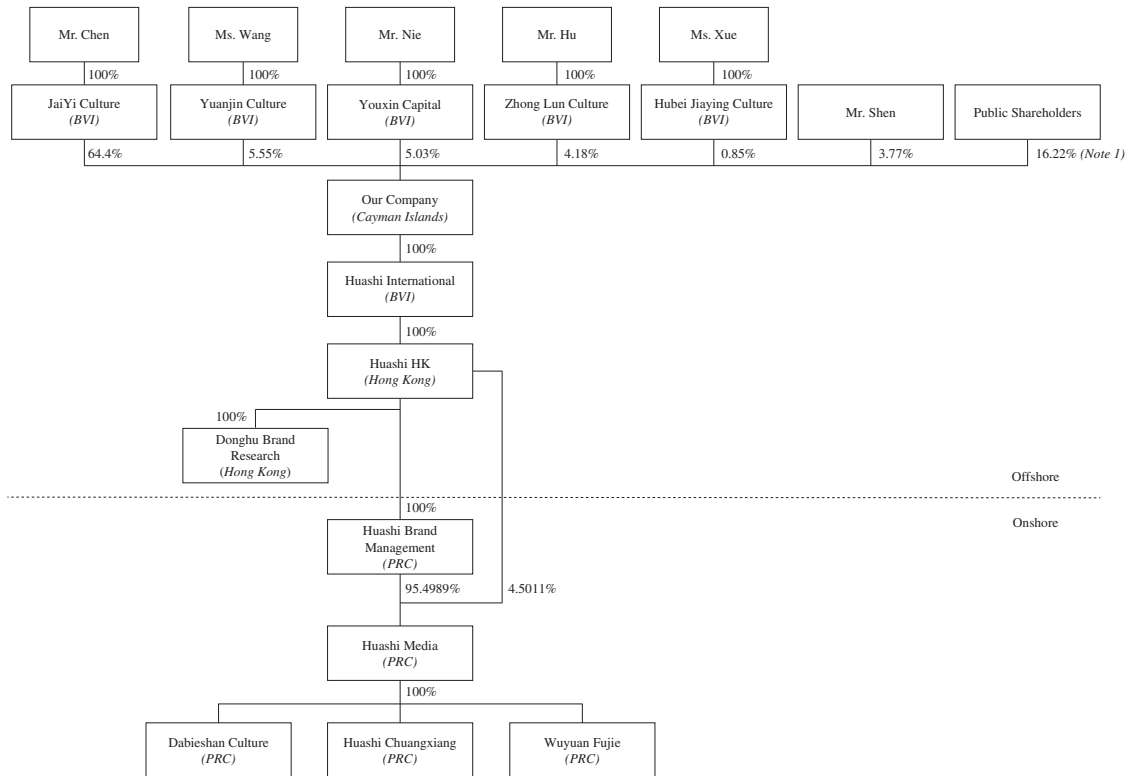 Mr. Chen
Ms. Wang
Mr. Nie
Mr. Hu
Ms. Xue
100%
100%
100%
100%
100%
JaiYi Culture
(BVI)
Yuanjin Culture
(BVI)
Youxin Capital
(BVI)
Zhong Lun Culture
(BVI)
Hubei Jiaying Culture
(BVI)
Mr. Shen
Public Shareholders
64.4%
5.55%
5.03%
4.18%
0.85%
3.77%
16.22% (Note 1)
Our Company
(Cayman Islands)
100%
Huashi International
(BVI)
100%
Huashi HK
(Hong Kong)
100%
Donghu Brand
Research
(Hong Kong)
Offshore
Onshore
100%
Huashi Brand
Management
(PRC)
95.4989%
4.5011%
Huashi Media
(PRC)
100%
Dabieshan Culture
(PRC)
Huashi Chuangxiang
(PRC)
Wuyuan Fujie
(PRC)